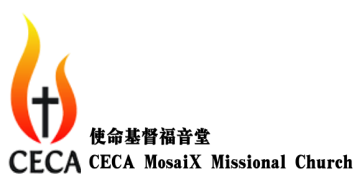 使命基督福音堂
CECA CECA MosaiX Missional Church